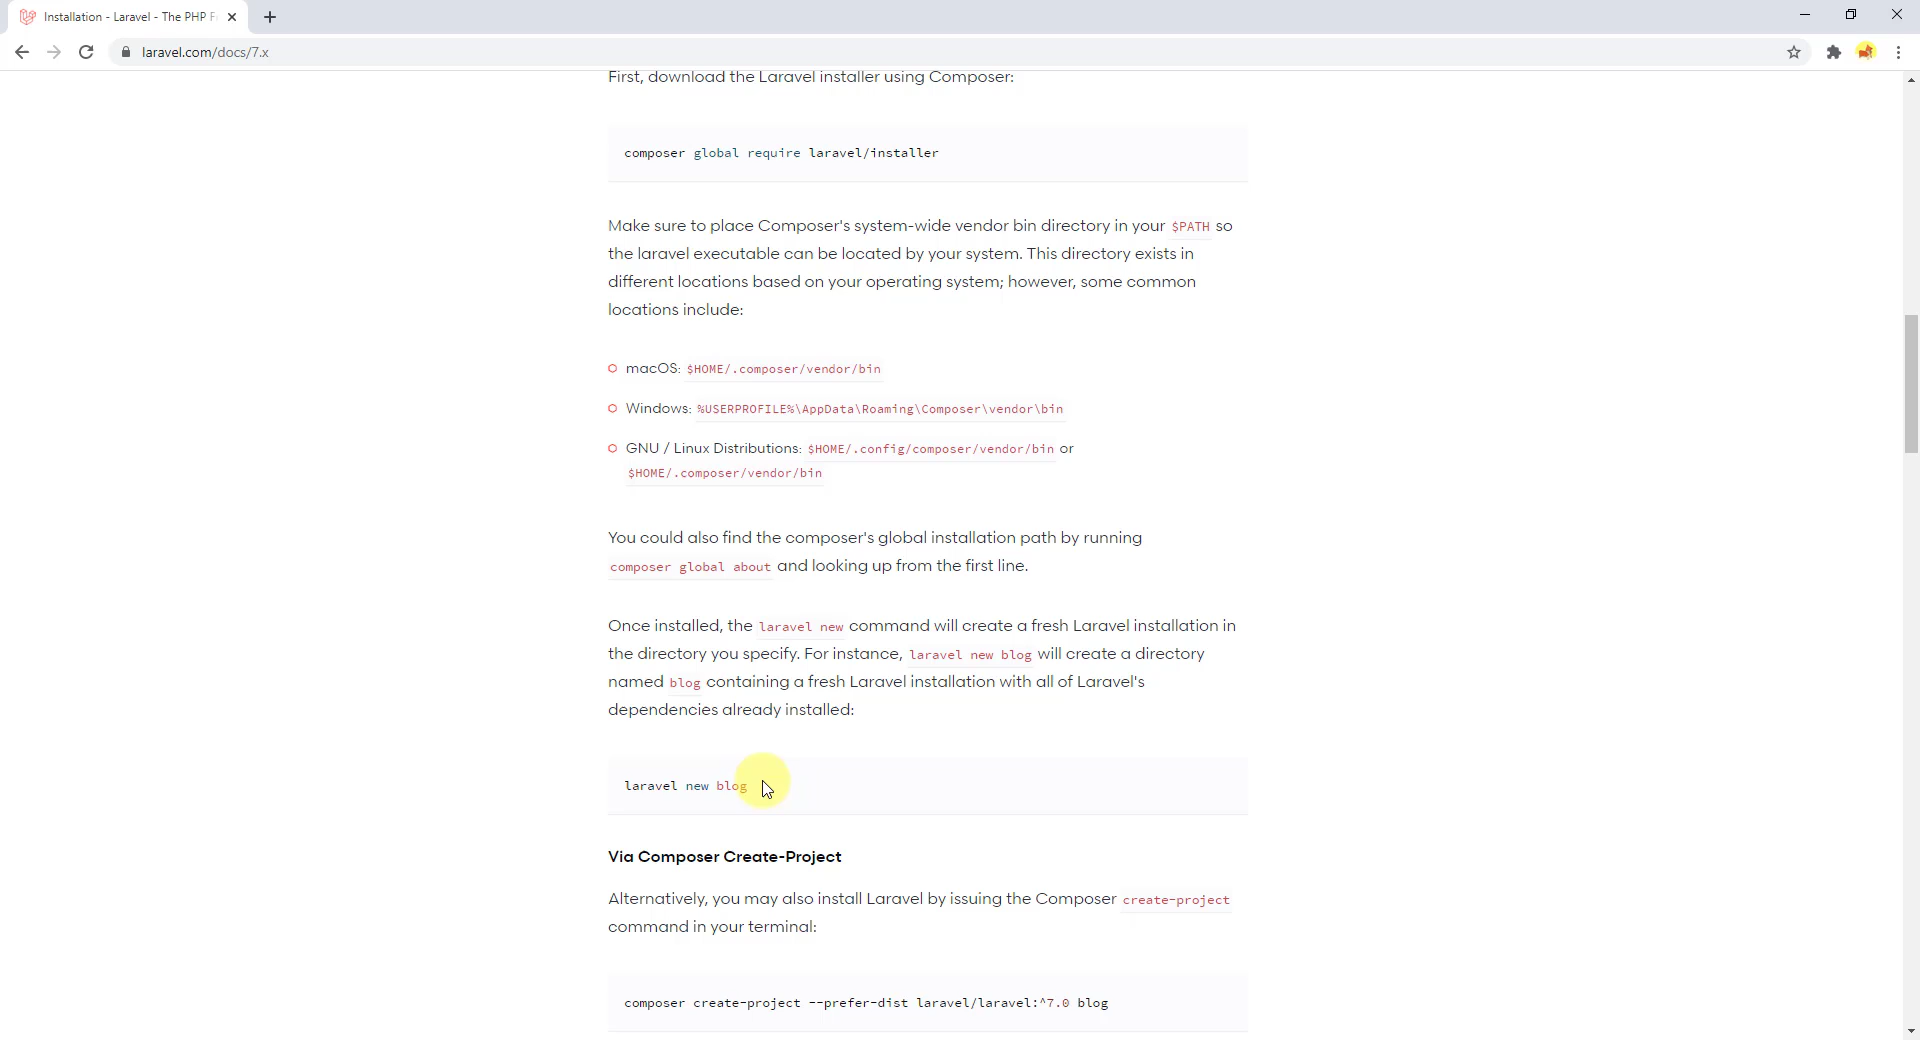 Installation - Laravel - The PHP F
laravel.com/docs/7.x
First, download the Laravel installer using Composer:
composer global require laravel/installer
Make sure to place Composer's system-wide vendor bin directory in your $PATH so
the laravel executable can be located by your system. This directory exists in
different locations based on your operating system; however, some common
locations include:
macOS: $HOME/.composer/vendor/bin
Windows: %USERPROFILE%\AppData\Roaming\Composer\vendor\bin
GNU / Linux Distributions: $HOME/.config/composer/vendor/bin or
$HOME/.composer/vendor/bin
You could also find the composer's global installation path by running
composer global about and looking up from the first line.
Once installed, the laravel new command will create a fresh Laravel installation in
the directory you specify. For instance, laravel new blog will create a directory
named blog containing a fresh Laravel installation with all of Laravel's
dependencies already installed:
laravel new blog
Via Composer Create-Project
Alternatively, you may also install Laravel by issuing the Composer create-project
command in your terminal:
composer create-project --prefer-dist laravel/laravel:^7.0 blog